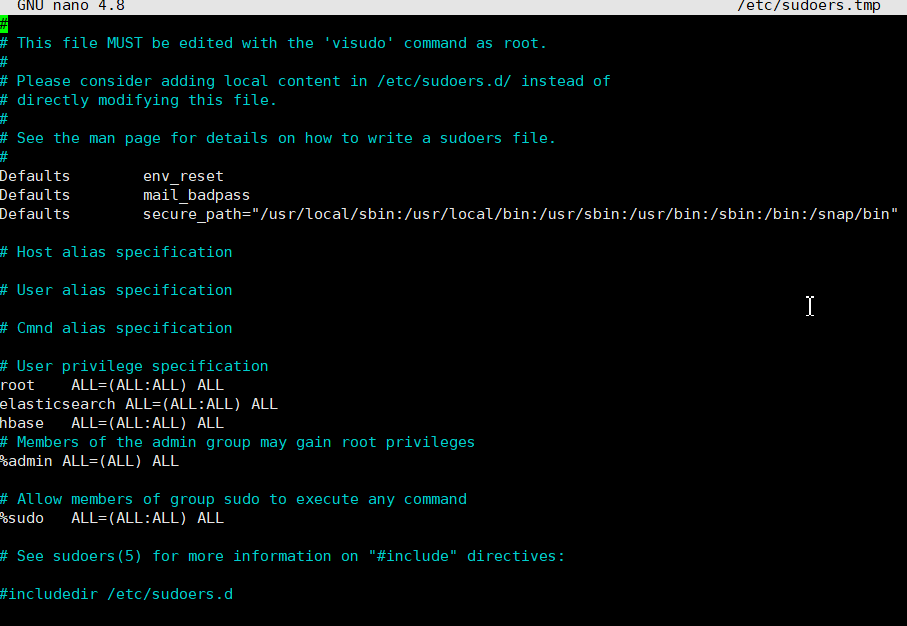 GNU nano 4.8 /etc/sudoers.tmp
#
# This file MUST be edited with the 'visudo' command as root.
#
# Please consider adding local content in /etc/sudoers.d/ instead of
# directly modifying this file.
#
# See the man page for details on how to write a sudoers file.
#
Defaults        env_reset
Defaults        mail_badpass
Defaults        secure_path="/usr/local/sbin:/usr/local/bin:/usr/sbin:/usr/bin:/sbin:/bin:/snap/bin"
# Host alias specification
# User alias specification
# Cmnd alias specification
# User privilege specification
root    ALL=(ALL:ALL) ALL
elasticsearch ALL=(ALL:ALL) ALL
hbase   ALL=(ALL:ALL) ALL
# Members of the admin group may gain root privileges
%admin ALL=(ALL) ALL
# Allow members of group sudo to execute any command
%sudo   ALL=(ALL:ALL) ALL
# See sudoers(5) for more information on "#include" directives:
#includedir /etc/sudoers.d